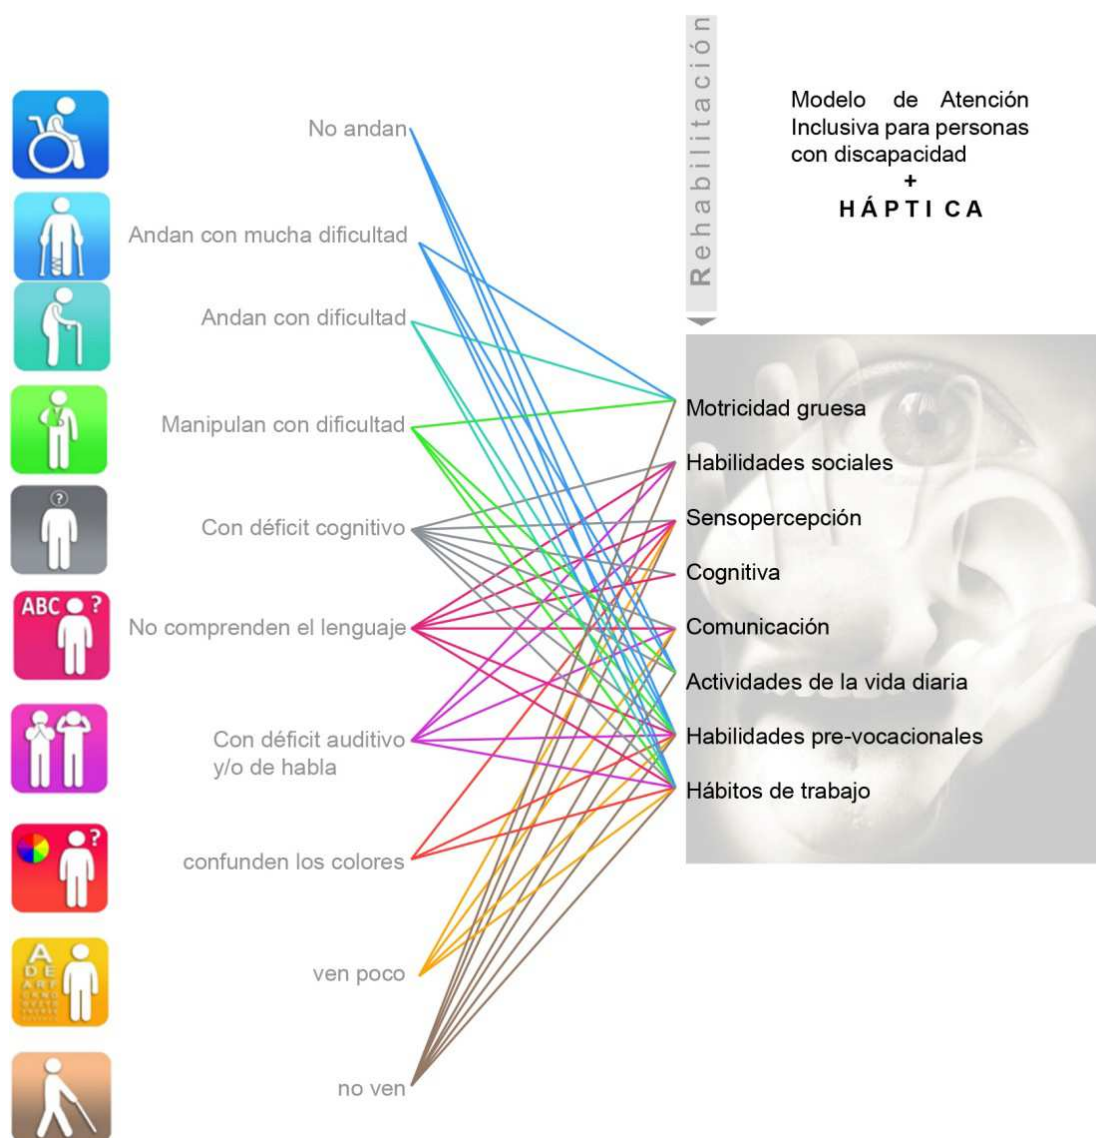 Rehabilitación
Modelo de Atención
Inclusiva para personas
con discapacidad
+
HÁPTICA
No andan
Andan con mucha dificultad
Andan con dificultad
Manipulan con dificultad
?
Con déficit cognitivo
ABC ?
No comprenden el lenguaje
Con déficit auditivo
y/o de habla
?
confunden los colores
A
DE
ARF
ven poco
no ven
Motricidad gruesa
Habilidades sociales
Sensopercepción
Cognitiva
Comunicación
Actividades de la vida diaria
Habilidades pre-vocacionales
Hábitos de trabajo